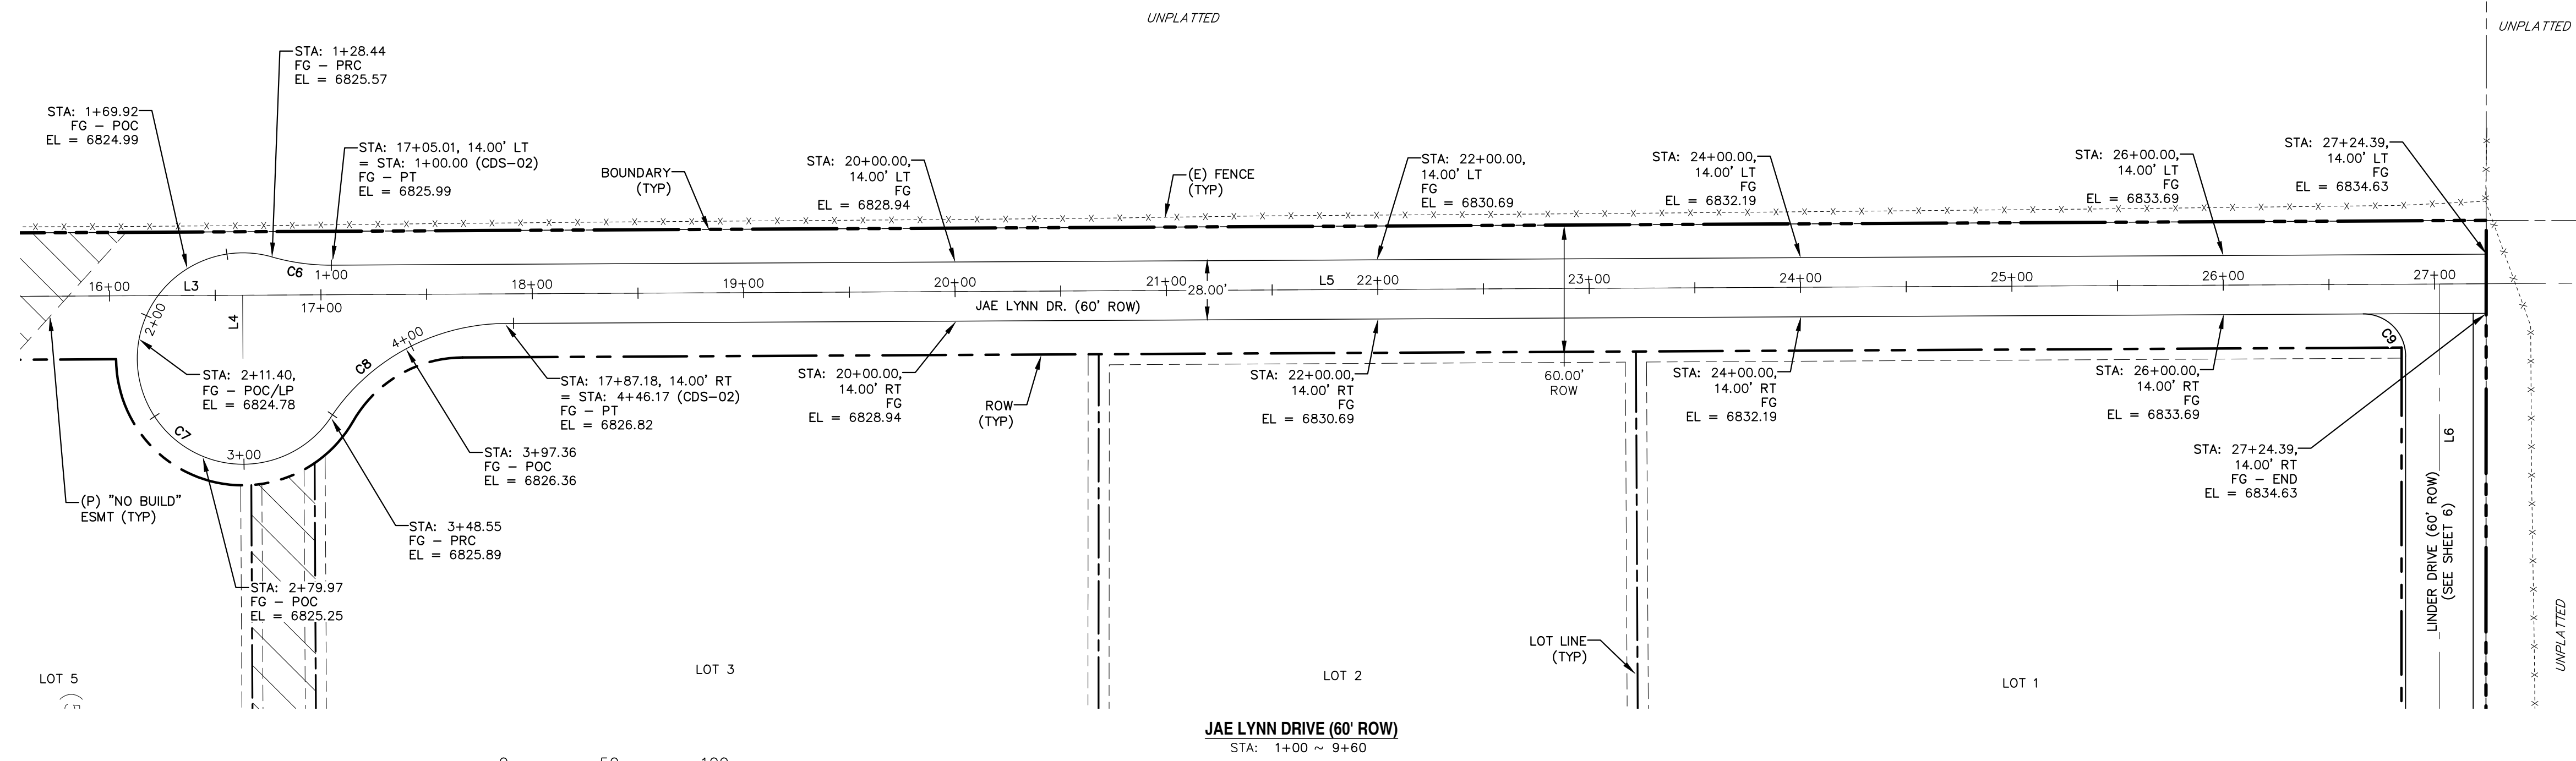 UNPLATTED
UNPLATTED
STA: 1+28.44
FG - PRC
EL = 6825.57
STA: 1+69.92
FG - POC
EL = 6824.99
STA: 17+05.01, 14.00' LT
= STA: 1+00.00 (CDS-02)
FG - PT
EL = 6825.99
BOUNDARY
(TYP)
STA: 20+00.00,
14.00' LT
FG
EL = 6828.94
(E) FENCE
(TYP)
STA: 22+00.00,
14.00' LT
FG
EL = 6830.69
STA: 24+00.00,
14.00' LT
FG
EL = 6832.19
STA: 26+00.00,
14.00' LT
FG
EL = 6833.69
STA: 27+24.39,
14.00' LT
FG
EL = 6834.63
16+00
L3
C6
1+00
17+00
18+00
19+00
20+00
21+00
28.00'
L5
22+00
23+00
24+00
25+00
26+00
27+00
JAE LYNN DR. (60' ROW)
2+00
L4
4+00
C8
C9
STA: 2+11.40,
FG - POC/LP
EL = 6824.78
STA: 17+87.18, 14.00' RT
= STA: 4+46.17 (CDS-02)
FG - PT
EL = 6826.82
STA: 20+00.00,
14.00' RT
FG
EL = 6828.94
ROW
(TYP)
STA: 22+00.00,
14.00' RT
FG
EL = 6830.69
60.00'
ROW
STA: 24+00.00,
14.00' RT
FG
EL = 6832.19
STA: 26+00.00,
14.00' RT
FG
EL = 6833.69
C7
3+00
STA: 3+97.36
FG - POC
EL = 6826.36
STA: 27+24.39,
14.00' RT
FG - END
EL = 6834.63
L6
(P) "NO BUILD"
ESMT (TYP)
STA: 3+48.55
FG - PRC
EL = 6825.89
LINDER DRIVE (60' ROW)
(SEE SHEET 6)
STA: 2+79.97
FG - POC
EL = 6825.25
LOT LINE
(TYP)
UNPLATTED
LOT 5
LOT 3
LOT 2
LOT 1
JAE LYNN DRIVE (60' ROW)
STA: 1+00 ~ 9+60
0 50 100